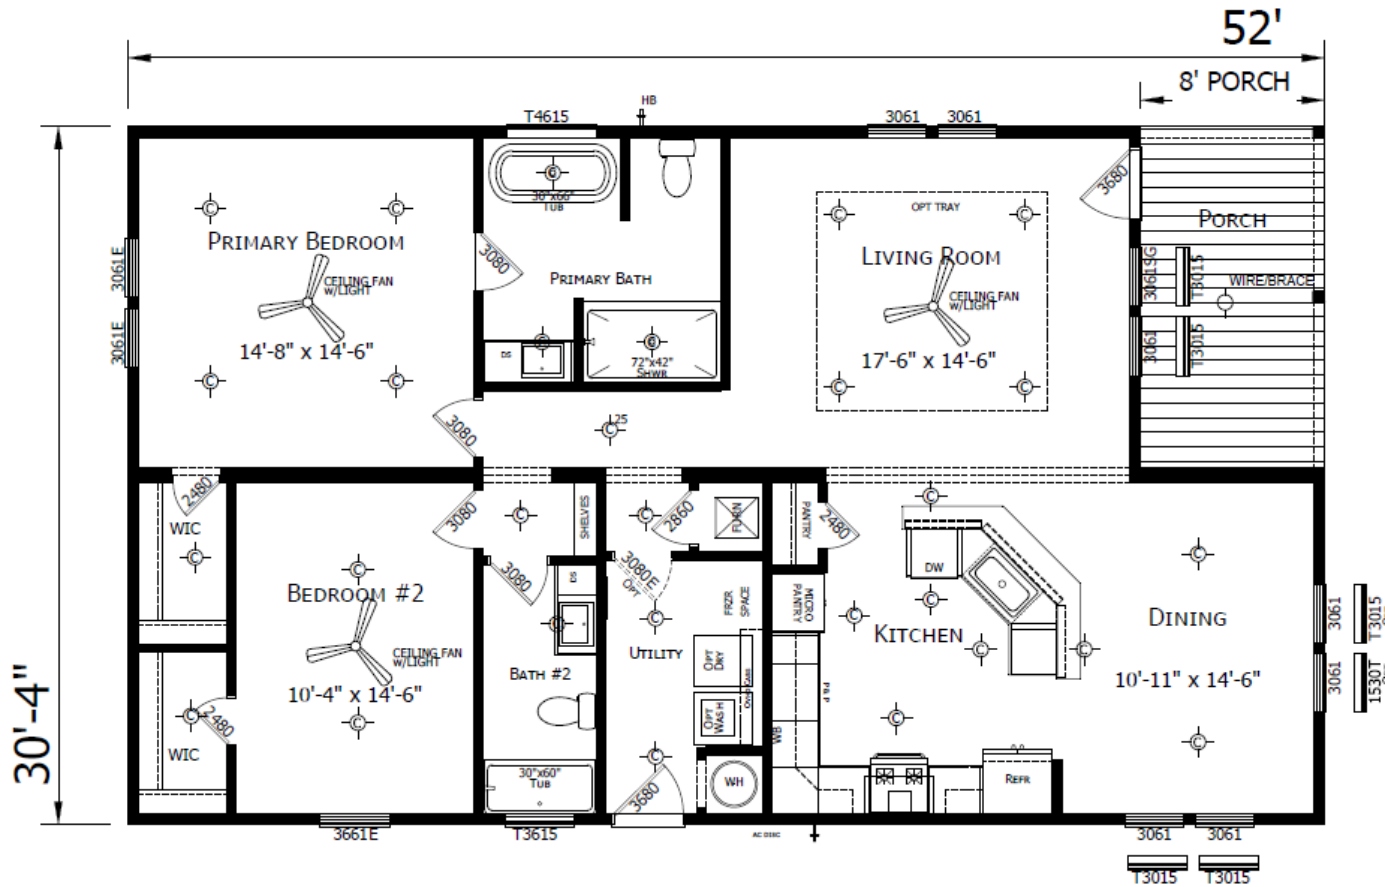 52'
8' PORCH
HB
T4615
3061 3061
30"x66"
TUB
3680
OPT TRAY
PORCH
PRIMARY BEDROOM
3080
LIVING ROOM
3061E
CEILING FAN
w/LIGHT
PRIMARY BATH
CEILING FAN
w/LIGHT
3061SG
T3015
WIRE/BRACE
3061E
14'-8" x 14'-6"
DS
72"x42"
SHWR
17'-6" x 14'-6"
3061
T3015
3080
25
2480
WIC
3080
SHELVES
2860
FURN
PANTRY
2480
3080
DS
3080E
OPT
FRZR
SPACE
MICRO
PANTRY
DW
BEDROOM #2
KITCHEN
DINING
3061
T3015
CEILING FAN
w/LIGHT
UTILITY
OPT
DRY
OVHD CABS
BATH #2
10'-4" x 14'-6"
P & P
10'-11" x 14'-6"
3061
1530T
30'-4"
2480
WIC
OPT
WASH
WB
30"x60"
TUB
3680
WH
REFR
3661E
T3615
AC DISC
3061 3061
T3015 T3015